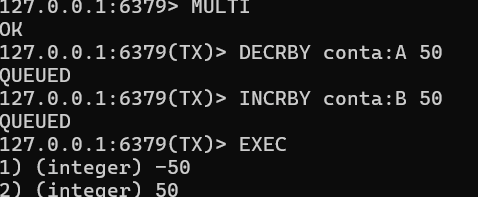 127.0.0.1:6379> MULTI
OK
127.0.0.1:6379(TX)> DECRBY conta:A 50
QUEUED
127.0.0.1:6379(TX)> INCRBY conta:B 50
QUEUED
127.0.0.1:6379(TX)> EXEC
1) (integer) -50
2) (integer) 50